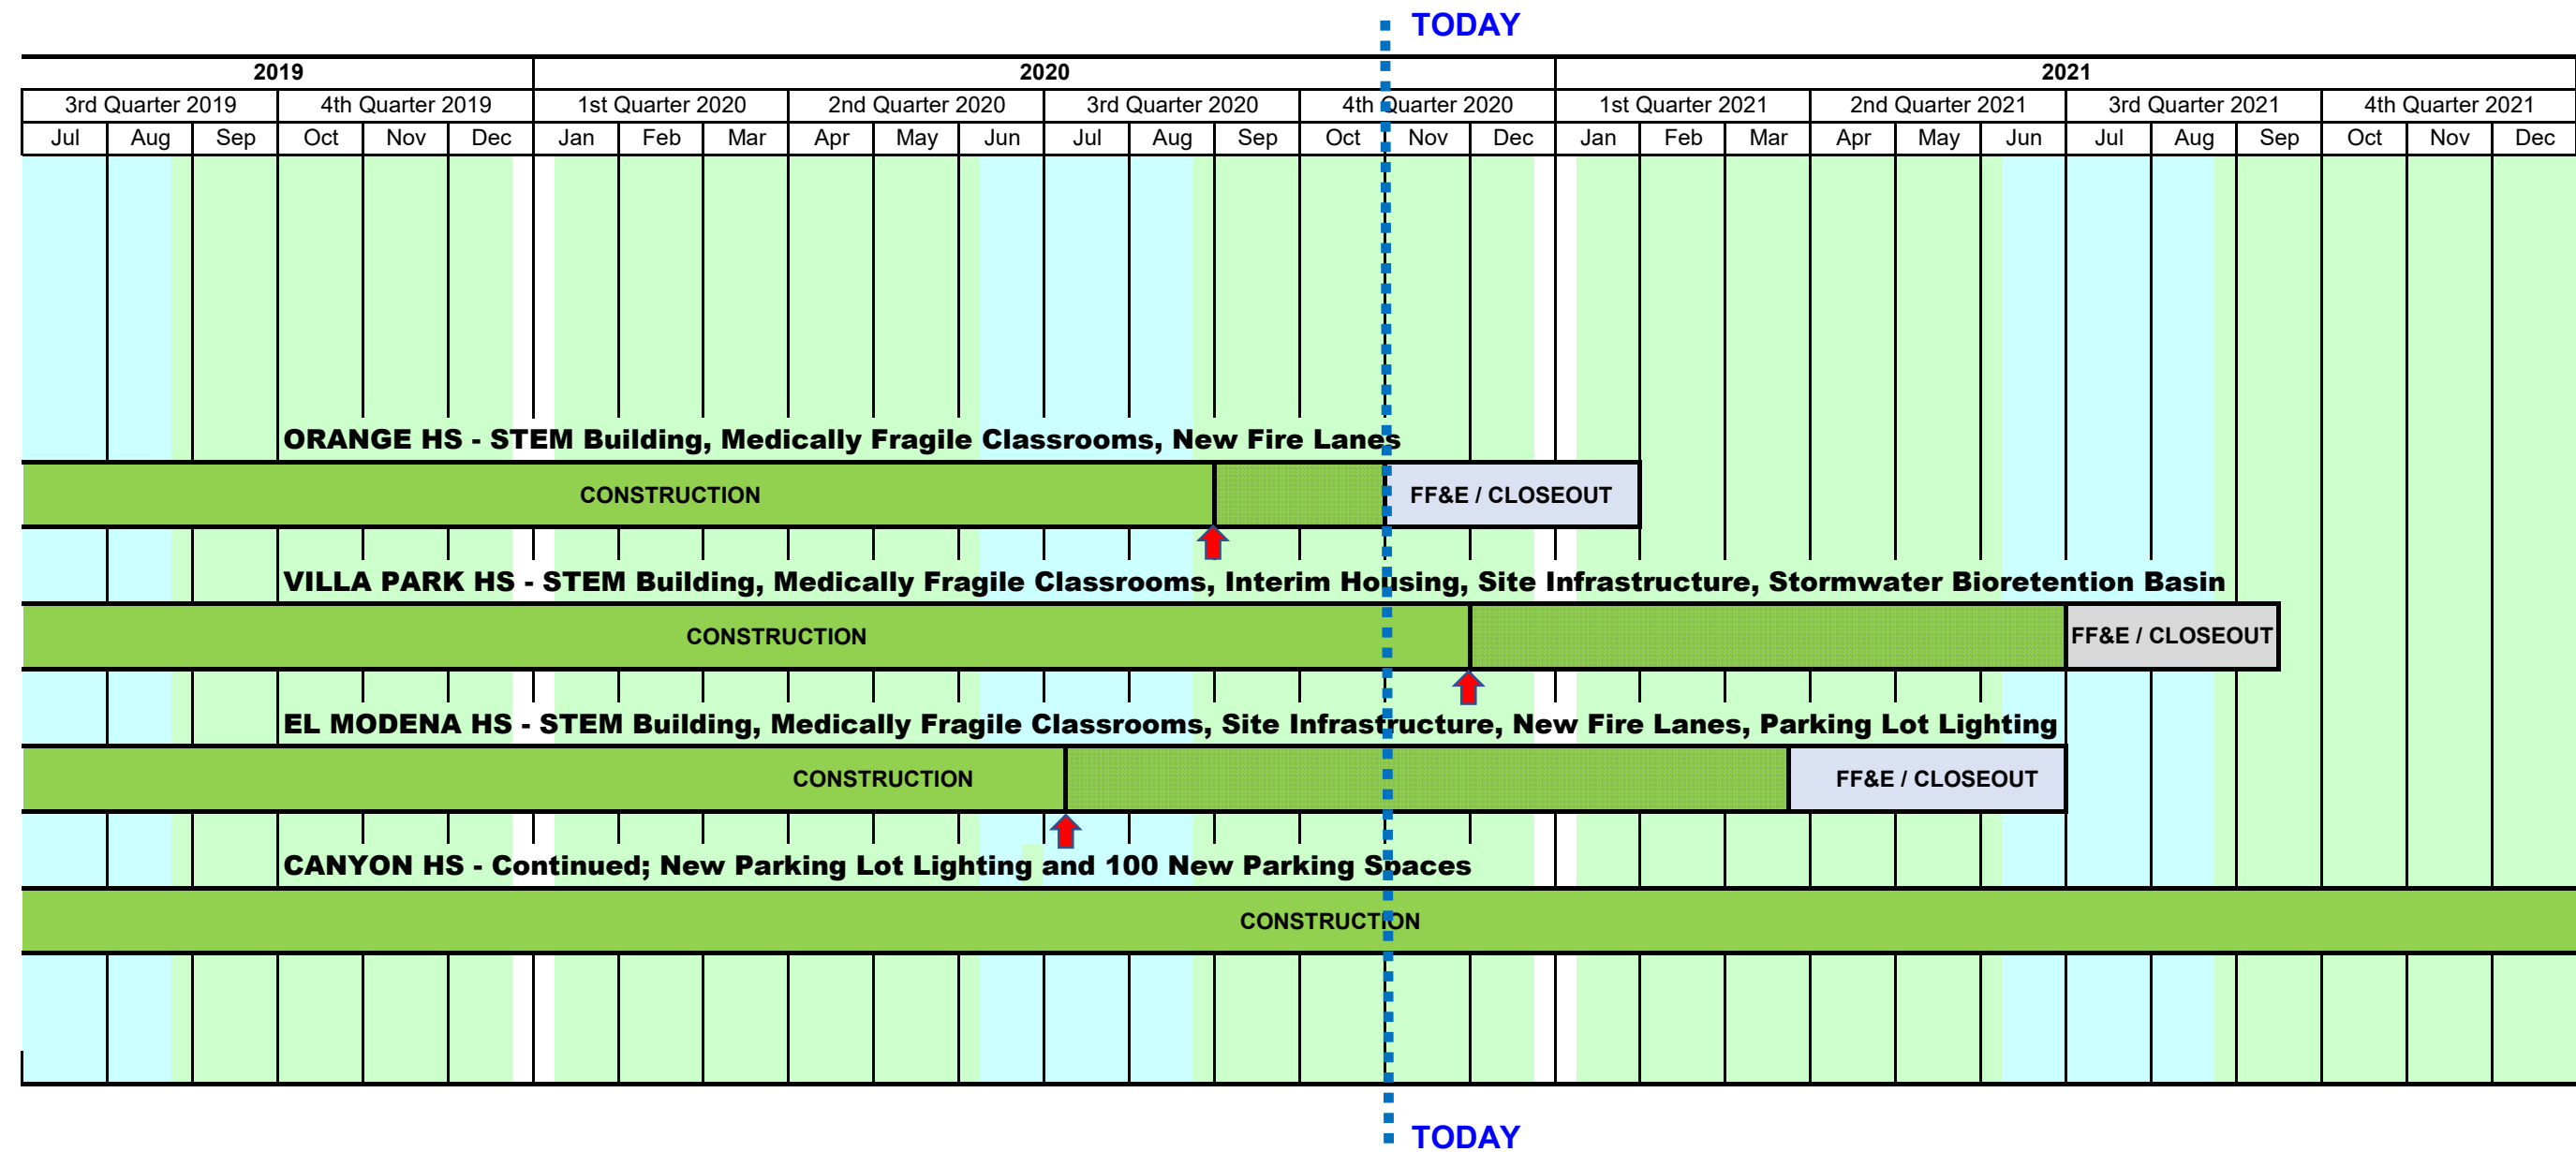 TODAY
2019 2020 2021
3rd Quarter 2019 4th Quarter 2019 1st Quarter 2020 2nd Quarter 2020 3rd Quarter 2020 4th Quarter 2020 1st Quarter 2021 2nd Quarter 2021 3rd Quarter 2021 4th Quarter 2021
Jul Aug Sep Oct Nov Dec Jan Feb Mar Apr May Jun Jul Aug Sep Oct Nov Dec Jan Feb Mar Apr May Jun Jul Aug Sep Oct Nov Dec
ORANGE HS - STEM Building, Medically Fragile Classrooms, New Fire Lanes
CONSTRUCTION FF&E / CLOSEOUT
VILLA PARK HS - STEM Building, Medically Fragile Classrooms, Interim Housing, Site Infrastructure, Stormwater Bioretention Basin
CONSTRUCTION FF&E / CLOSEOUT
EL MODENA HS - STEM Building, Medically Fragile Classrooms, Site Infrastructure, New Fire Lanes, Parking Lot Lighting
CONSTRUCTION FF&E / CLOSEOUT
CANYON HS - Continued; New Parking Lot Lighting and 100 New Parking Spaces
CONSTRUCTION
TODAY